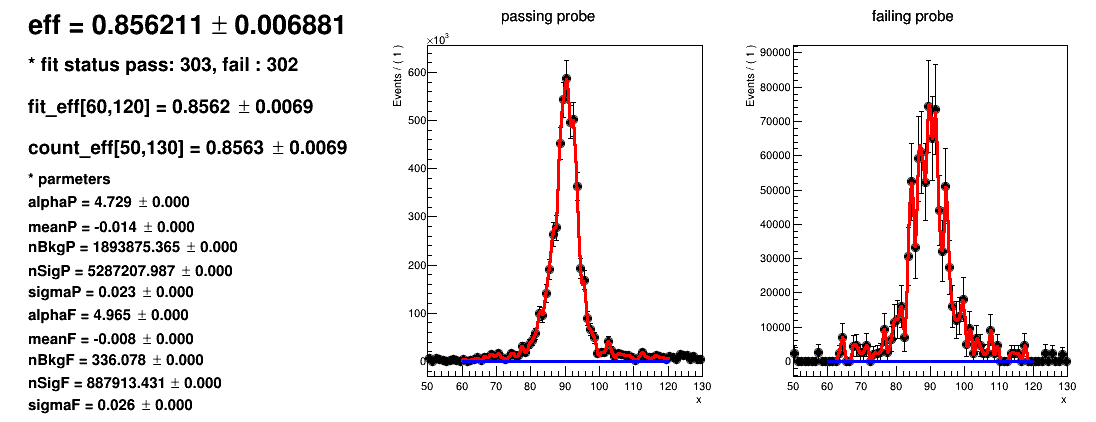 eff = 0.856211 ± 0.006881
* fit status pass: 303, fail : 302
fit_eff[60,120] = 0.8562 ± 0.0069
count_eff[50,130] = 0.8563 ± 0.0069
* parmeters
alphaP = 4.729 ± 0.000
meanP = -0.014 ± 0.000
nBkgP = 1893875.365 ± 0.000
nSigP = 5287207.987 ± 0.000
sigmaP = 0.023 ± 0.000
alphaF = 4.965 ± 0.000
meanF = -0.008 ± 0.000
nBkgF = 336.078 ± 0.000
nSigF = 887913.431 ± 0.000
sigmaF = 0.026 ± 0.000
passing probe
×10³
Events / ( 1 )
600
500
400
300
200
100
0
50 60 70 80 90 100 110 120 130
x
failing probe
Events / ( 1 )
90000
80000
70000
60000
50000
40000
30000
20000
10000
0
50 60 70 80 90 100 110 120 130
x